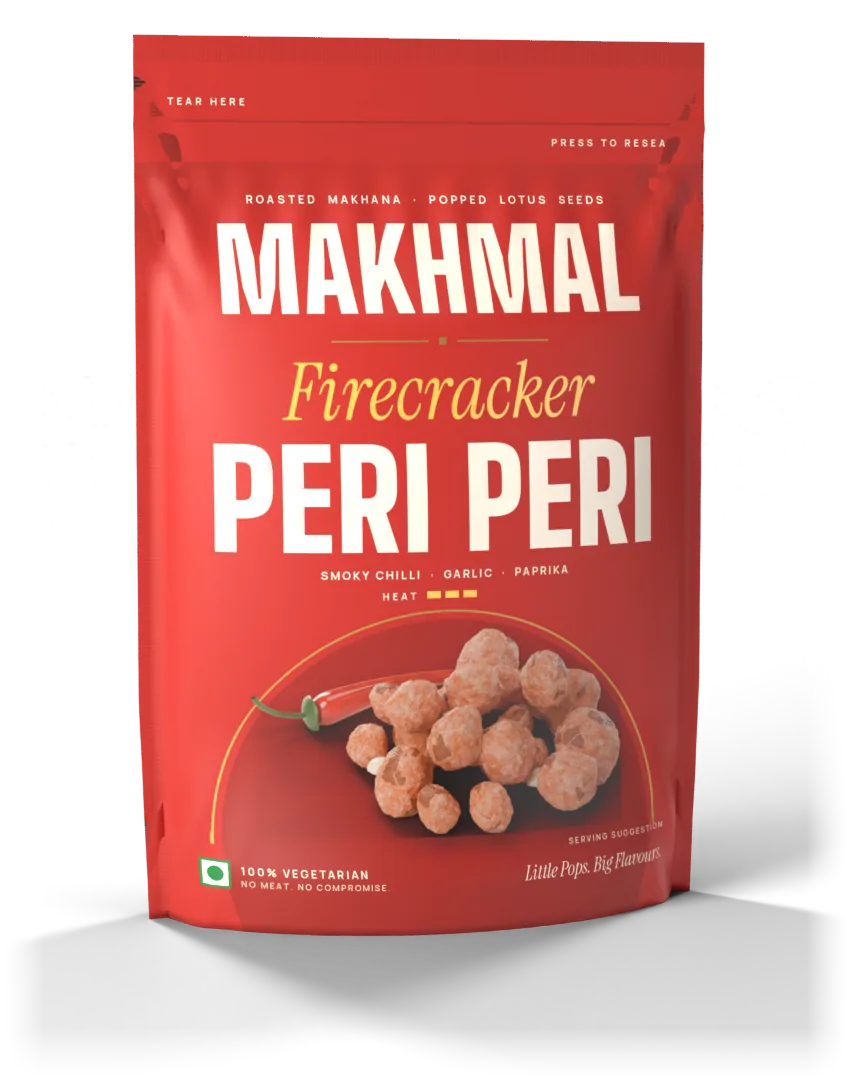 TEAR HERE
PRESS TO RESEA
ROASTED MAKHANA · POPPED LOTUS SEEDS
MAKHMAL
Firecracker
PERI PERI
SMOKY CHILLI · GARLIC · PAPRIKA
HEAT
SERVING SUGGESTION
100% VEGETARIAN
NO MEAT. NO COMPROMISE.
Little Pops. Big Flavours.